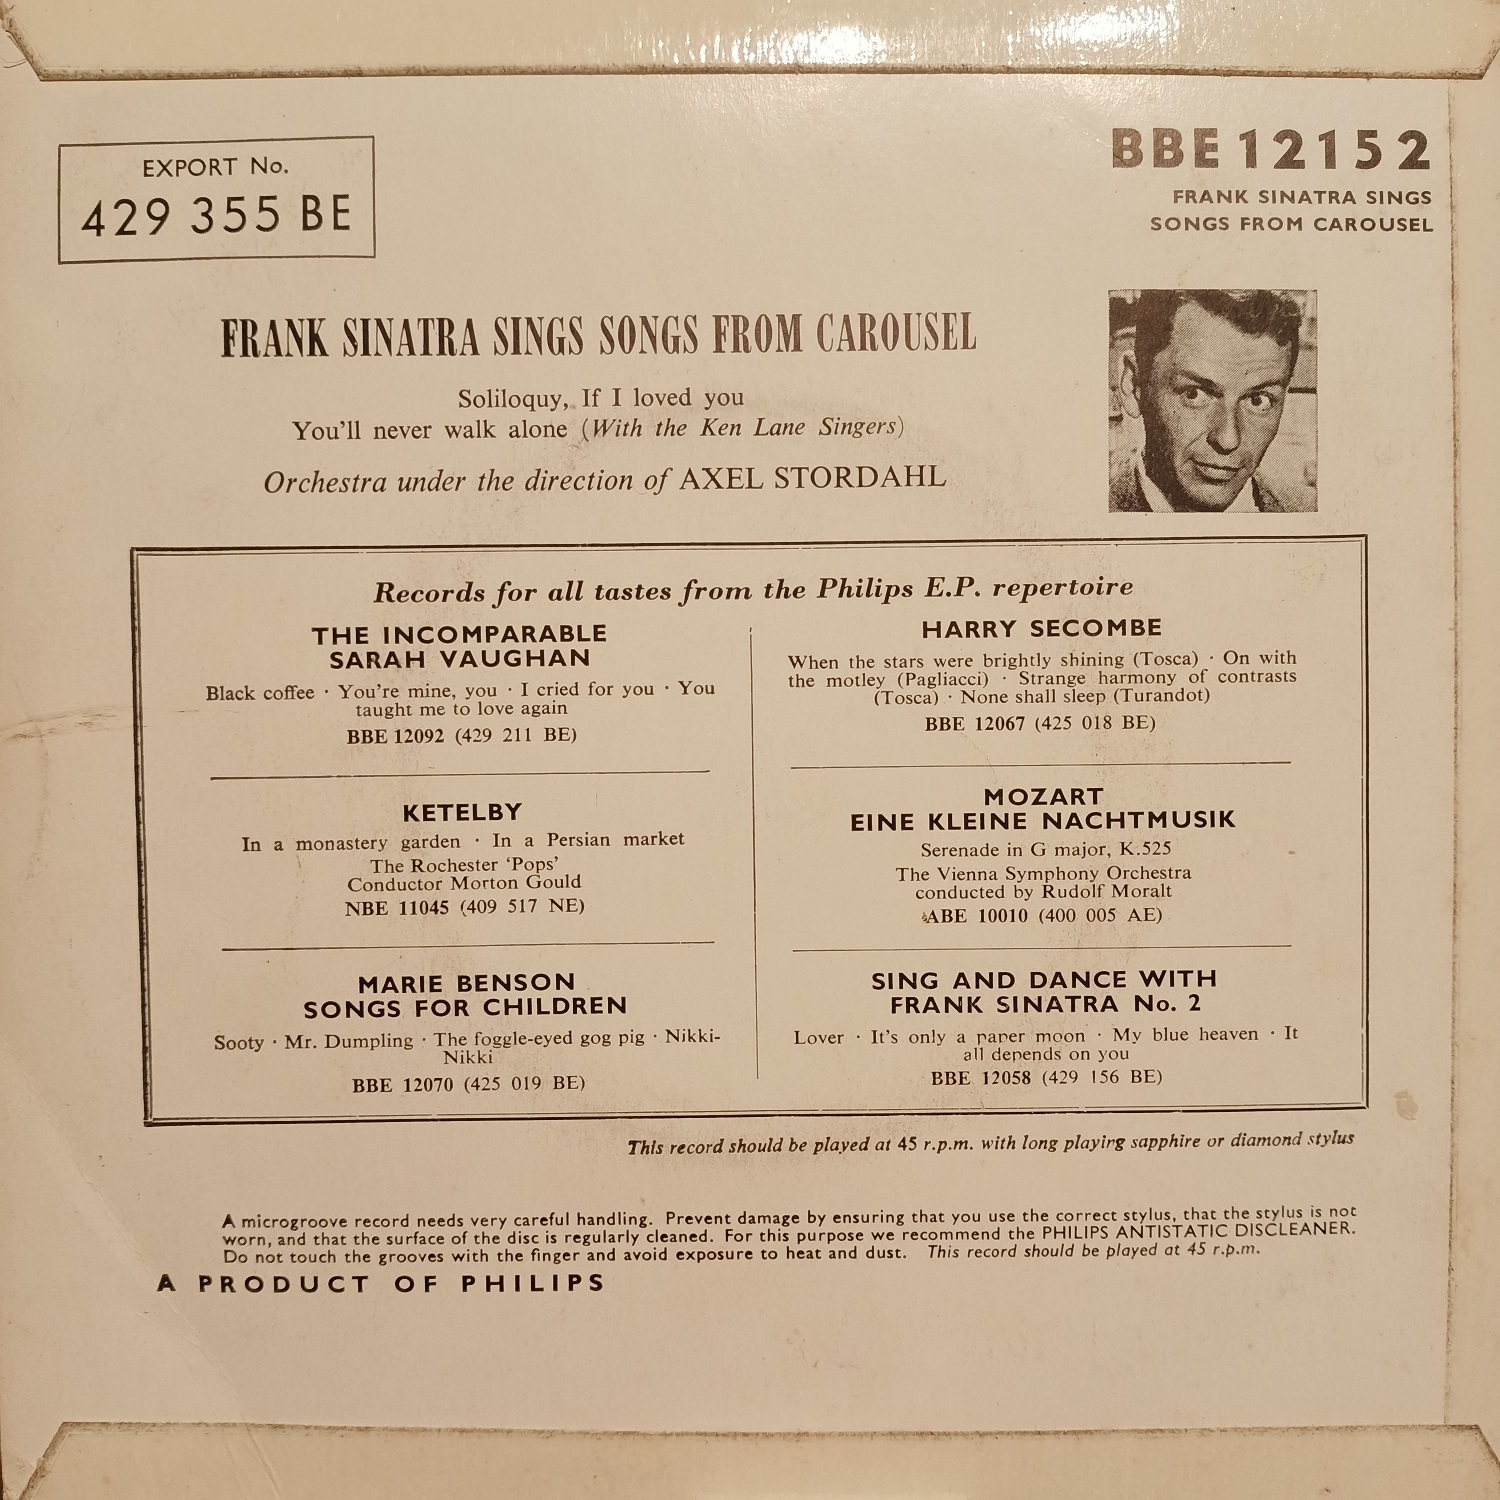 EXPORT No.
429 355 BE
BBE 12152
FRANK SINATRA SINGS
SONGS FROM CAROUSEL
FRANK SINATRA SINGS SONGS FROM CAROUSEL
Soliloquy, If I loved you
You'll never walk alone (With the Ken Lane Singers)
Orchestra under the direction of AXEL STORDAHL
Records for all tastes from the Philips E.P. repertoire
THE INCOMPARABLE
SARAH VAUGHAN
Black coffee · You're mine, you · I cried for you · You
taught me to love again
BBE 12092 (429 211 BE)
KETELBY
In a monastery garden · In a Persian market
The Rochester 'Pops'
Conductor Morton Gould
NBE 11045 (409 517 NE)
MARIE BENSON
SONGS FOR CHILDREN
Sooty · Mr. Dumpling · The foggle-eyed gog pig · Nikki-
Nikki
BBE 12070 (425 019 BE)
HARRY SECOMBE
When the stars were brightly shining (Tosca) · On with
the motley (Pagliacci) · Strange harmony of contrasts
(Tosca) · None shall sleep (Turandot)
BBE 12067 (425 018 BE)
MOZART
EINE KLEINE NACHTMUSIK
Serenade in G major, K.525
The Vienna Symphony Orchestra
conducted by Rudolf Moralt
ABE 10010 (400 005 AE)
SING AND DANCE WITH
FRANK SINATRA No. 2
Lover · It's only a paper moon · My blue heaven · It
all depends on you
BBE 12058 (429 156 BE)
This record should be played at 45 r.p.m. with long playing sapphire or diamond stylus
A microgroove record needs very careful handling. Prevent damage by ensuring that you use the correct stylus, that the stylus is not
worn, and that the surface of the disc is regularly cleaned. For this purpose we recommend the PHILIPS ANTISTATIC DISCLEANER.
Do not touch the grooves with the finger and avoid exposure to heat and dust. This record should be played at 45 r.p.m.
A PRODUCT OF PHILIPS